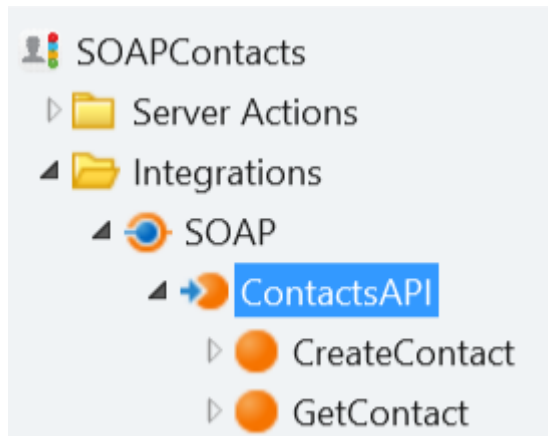 SOAPContacts
Server Actions
Integrations
SOAP
ContactsAPI
CreateContact
GetContact